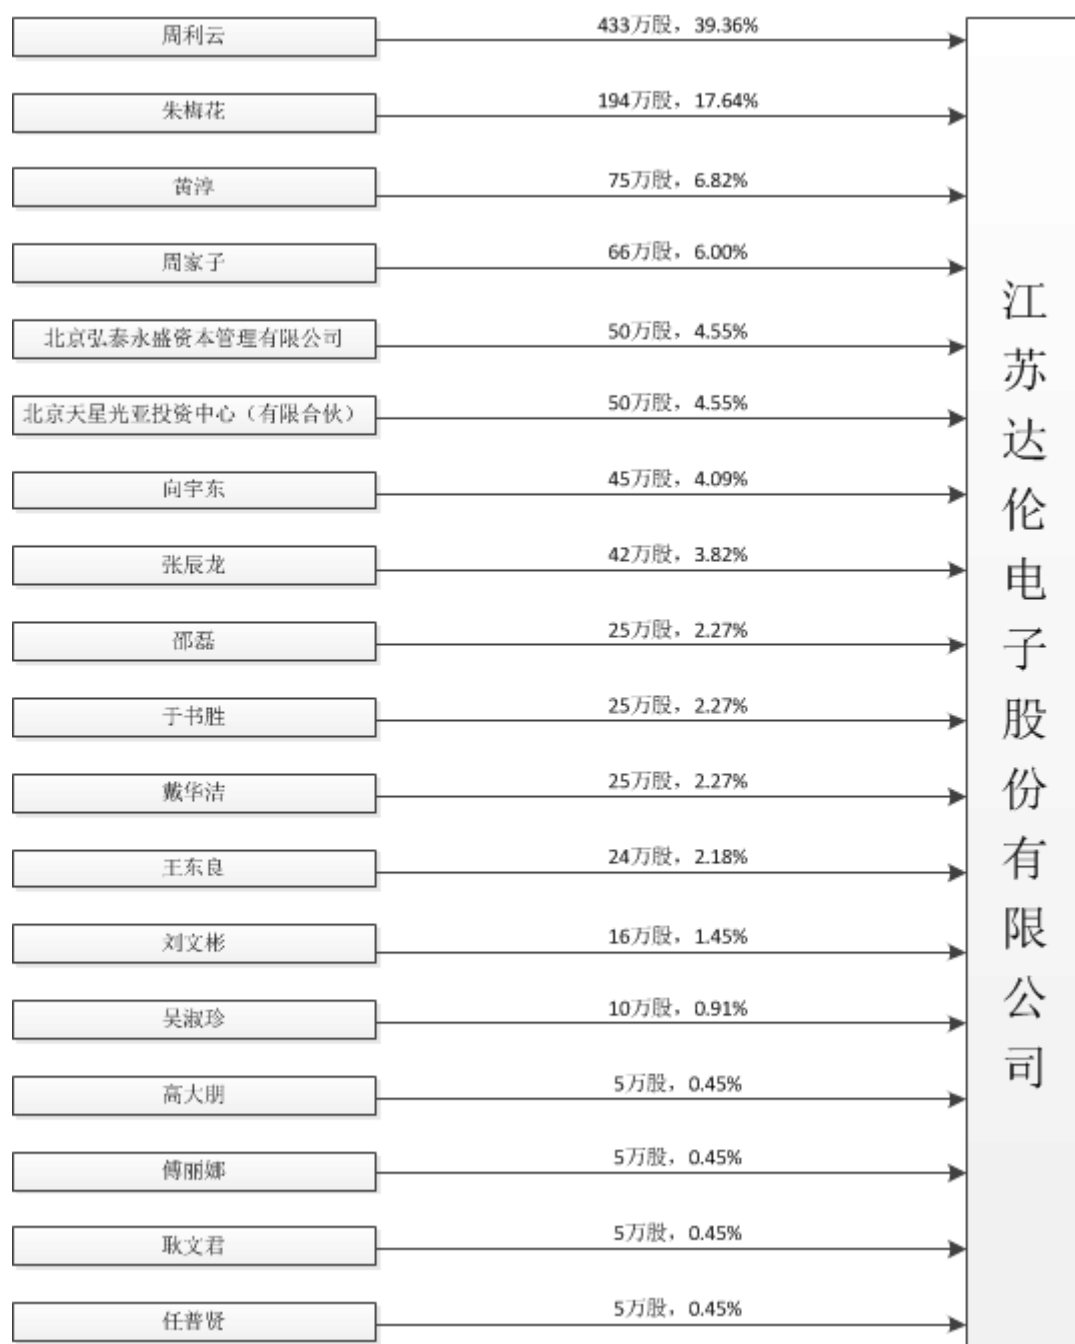 周利云
433万股，39.36%
朱梅花
194万股，17.64%
黄淳
75万股，6.82%
周家子
66万股，6.00%
北京弘泰永盛资本管理有限公司
50万股，4.55%
北京天星光亚投资中心（有限合伙）
50万股，4.55%
向宇东
45万股，4.09%
张辰龙
42万股，3.82%
邵磊
25万股，2.27%
于书胜
25万股，2.27%
戴华洁
25万股，2.27%
王东良
24万股，2.18%
刘文彬
16万股，1.45%
吴淑珍
10万股，0.91%
高大朋
5万股，0.45%
傅丽娜
5万股，0.45%
耿文君
5万股，0.45%
任普贤
5万股，0.45%
江苏达伦电子股份有限公司